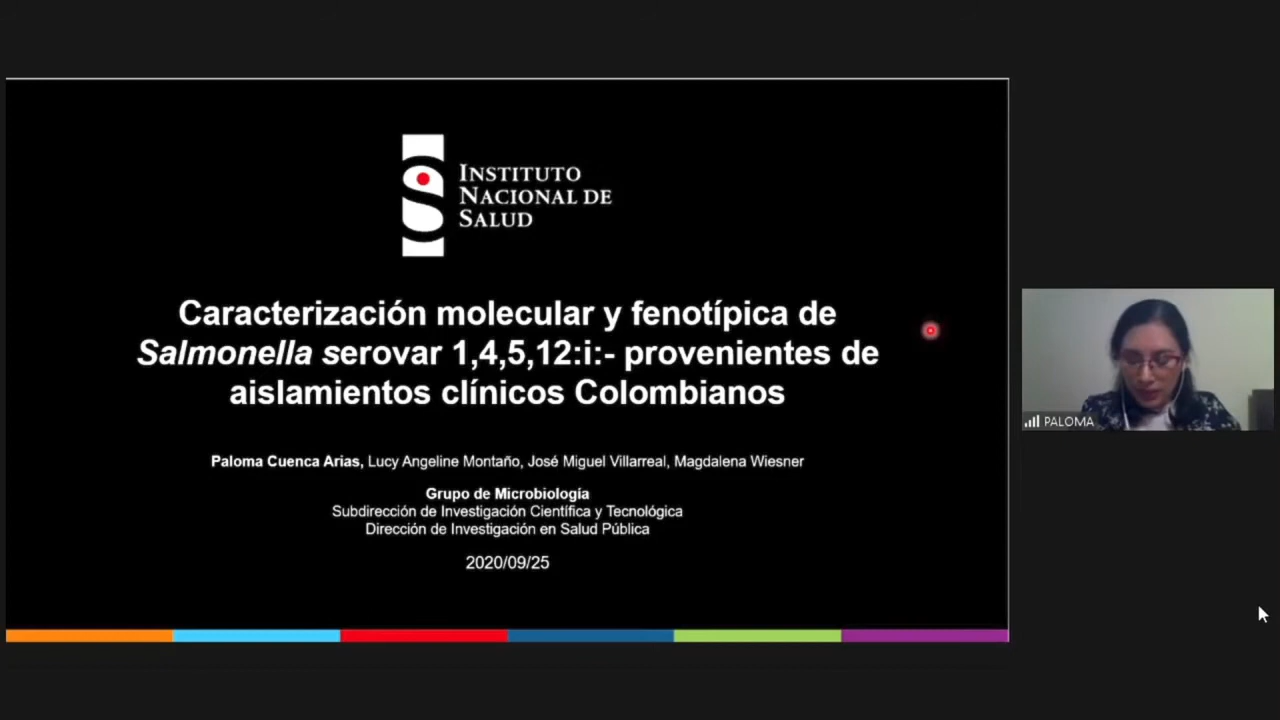 INSTITUTO
NACIONAL DE
SALUD
Caracterización molecular y fenotípica de
Salmonella serovar 1,4,5,12:i:- provenientes de
aislamientos clínicos Colombianos
Paloma Cuenca Arias, Lucy Angeline Montaño, José Miguel Villarreal, Magdalena Wiesner
Grupo de Microbiología
Subdirección de Investigación Científica y Tecnológica
Dirección de Investigación en Salud Pública
2020/09/25
PALOMA